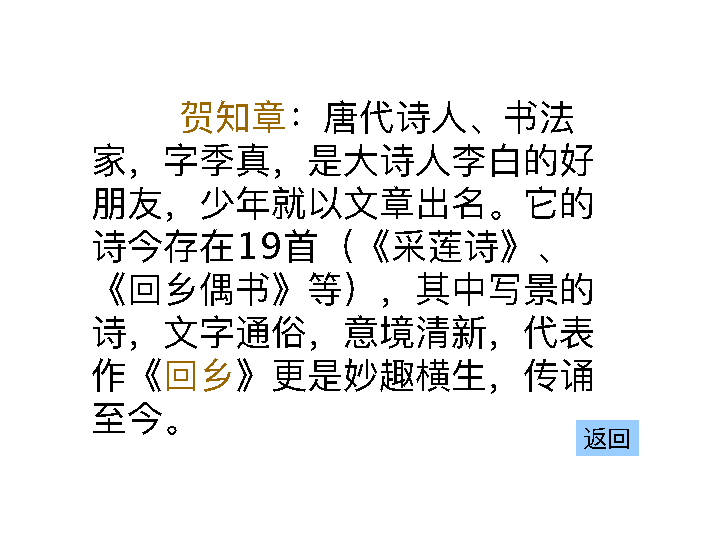 贺知章：唐代诗人、书法
家，字季真，是大诗人李白的好
朋友，少年就以文章出名。它的
诗今存在19首（《采莲诗》、
《回乡偶书》等），其中写景的
诗，文字通俗，意境清新，代表
作《回乡》更是妙趣横生，传诵
至今。
返回